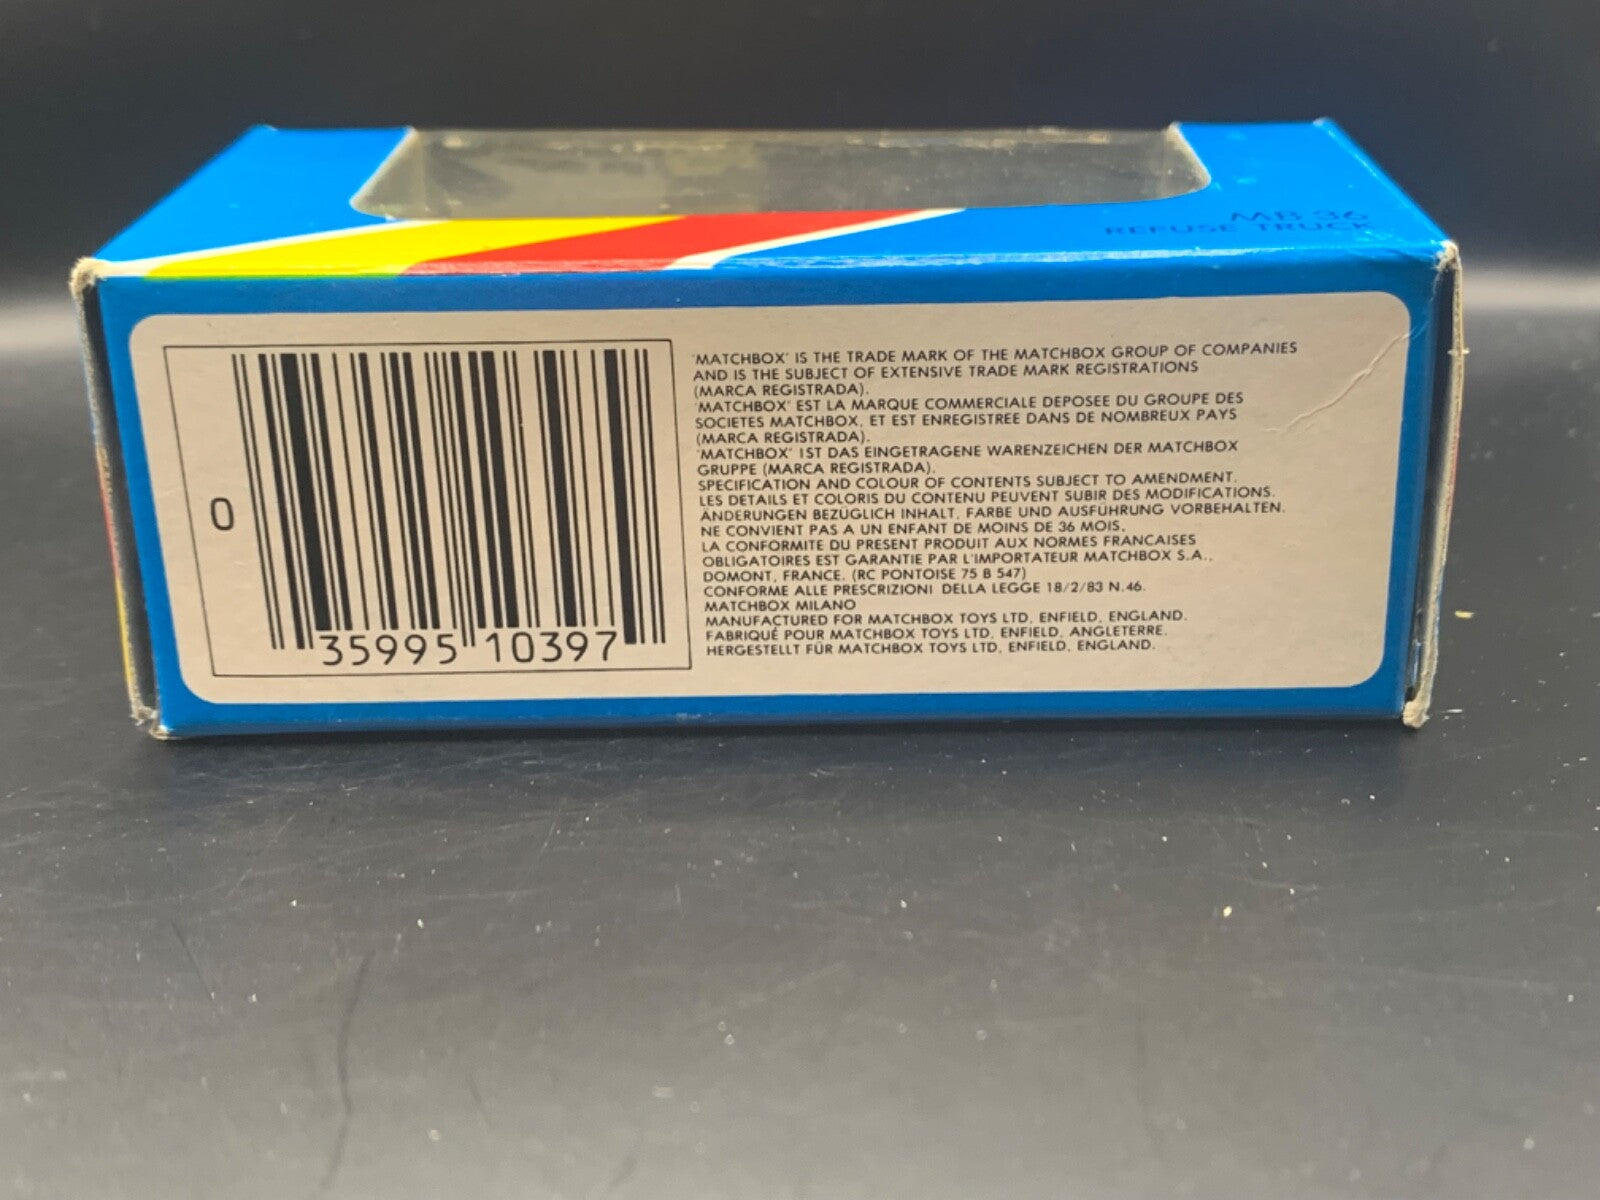 MB 36
REFUSE TRUCK
'MATCHBOX' IS THE TRADE MARK OF THE MATCHBOX GROUP OF COMPANIES
AND IS THE SUBJECT OF EXTENSIVE TRADE MARK REGISTRATIONS
(MARCA REGISTRADA).
'MATCHBOX' EST LA MARQUE COMMERCIALE DEPOSEE DU GROUPE DES
SOCIETES MATCHBOX, ET EST ENREGISTREE DANS DE NOMBREUX PAYS
(MARCA REGISTRADA).
'MATCHBOX' IST DAS EINGETRAGENE WARENZEICHEN DER MATCHBOX
GRUPPE (MARCA REGISTRADA).
SPECIFICATION AND COLOUR OF CONTENTS SUBJECT TO AMENDMENT.
LES DETAILS ET COLORIS DU CONTENU PEUVENT SUBIR DES MODIFICATIONS.
ÄNDERUNGEN BEZÜGLICH INHALT, FARBE UND AUSFÜHRUNG VORBEHALTEN.
NE CONVIENT PAS A UN ENFANT DE MOINS DE 36 MOIS.
LA CONFORMITE DU PRESENT PRODUIT AUX NORMES FRANCAISES
OBLIGATOIRES EST GARANTIE PAR L'IMPORTATEUR MATCHBOX S.A.,
DOMONT, FRANCE. (RC PONTOISE 75 B 547)
CONFORME ALLE PRESCRIZIONI DELLA LEGGE 18/2/83 N.46.
MATCHBOX MILANO
MANUFACTURED FOR MATCHBOX TOYS LTD, ENFIELD, ENGLAND.
FABRIQUÉ POUR MATCHBOX TOYS LTD, ENFIELD, ANGLETERRE.
HERGESTELLT FÜR MATCHBOX TOYS LTD, ENFIELD, ENGLAND.
0 35995 10397